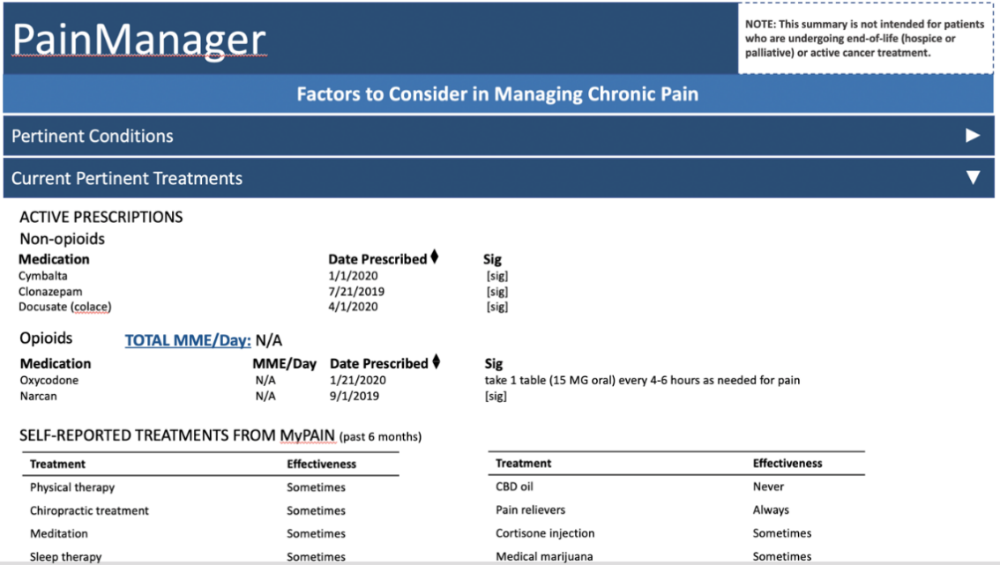 PainManager
NOTE: This summary is not intended for patients
who are undergoing end-of-life (hospice or
palliative) or active cancer treatment.
Factors to Consider in Managing Chronic Pain
Pertinent Conditions
Current Pertinent Treatments
ACTIVE PRESCRIPTIONS
Non-opioids
Medication Date Prescribed Sig
Cymbalta 1/1/2020 [sig]
Clonazepam 7/21/2019 [sig]
Docusate (colace) 4/1/2020 [sig]
Opioids TOTAL MME/Day: N/A
Medication MME/Day Date Prescribed Sig
Oxycodone N/A 1/21/2020 take 1 table (15 MG oral) every 4-6 hours as needed for pain
Narcan N/A 9/1/2019 [sig]
SELF-REPORTED TREATMENTS FROM MyPAIN (past 6 months)
Treatment Effectiveness Treatment Effectiveness
Physical therapy Sometimes CBD oil Never
Chiropractic treatment Sometimes Pain relievers Always
Meditation Sometimes Cortisone injection Sometimes
Sleep therapy Sometimes Medical marijuana Sometimes